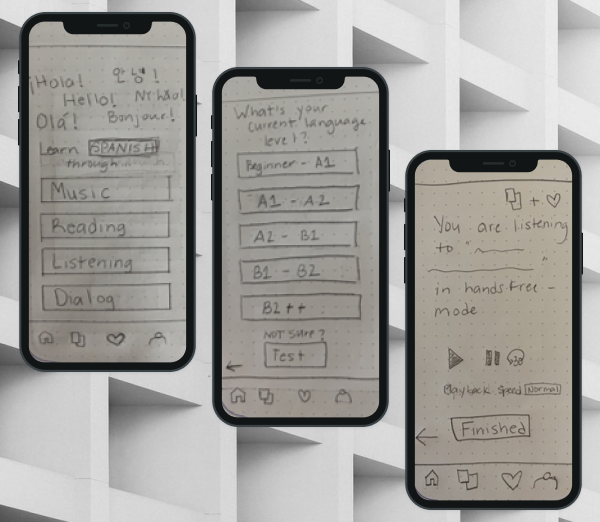 ¡Hola! 안녕!
Hello! Ni hao!
Olá! Bonjour!
Learn SPANISH
through...
Music
Reading
Listening
Dialog
What's your
current language
level?
Beginner - A1
A1 - A2
A2 - B1
B1 - B2
B2++
NOT SURE?
Test
You are listening
to "
"
in hands free -
mode
Playback Speed Normal
Finished